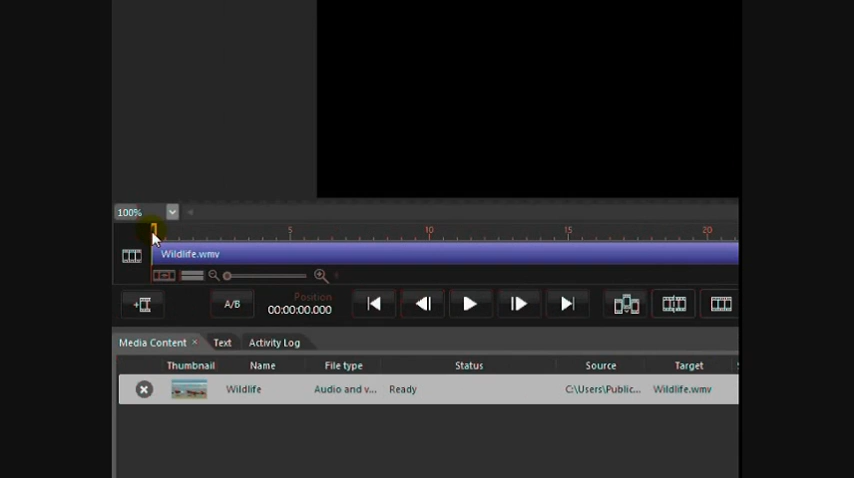 100%
5 10 15 20
Wildlife.wmv
A/B
Position
00:00:00.000
Media Content × Text Activity Log
Thumbnail Name File type Status Source Target
Wildlife Audio and v... Ready C:\Users\Public... Wildlife.wmv